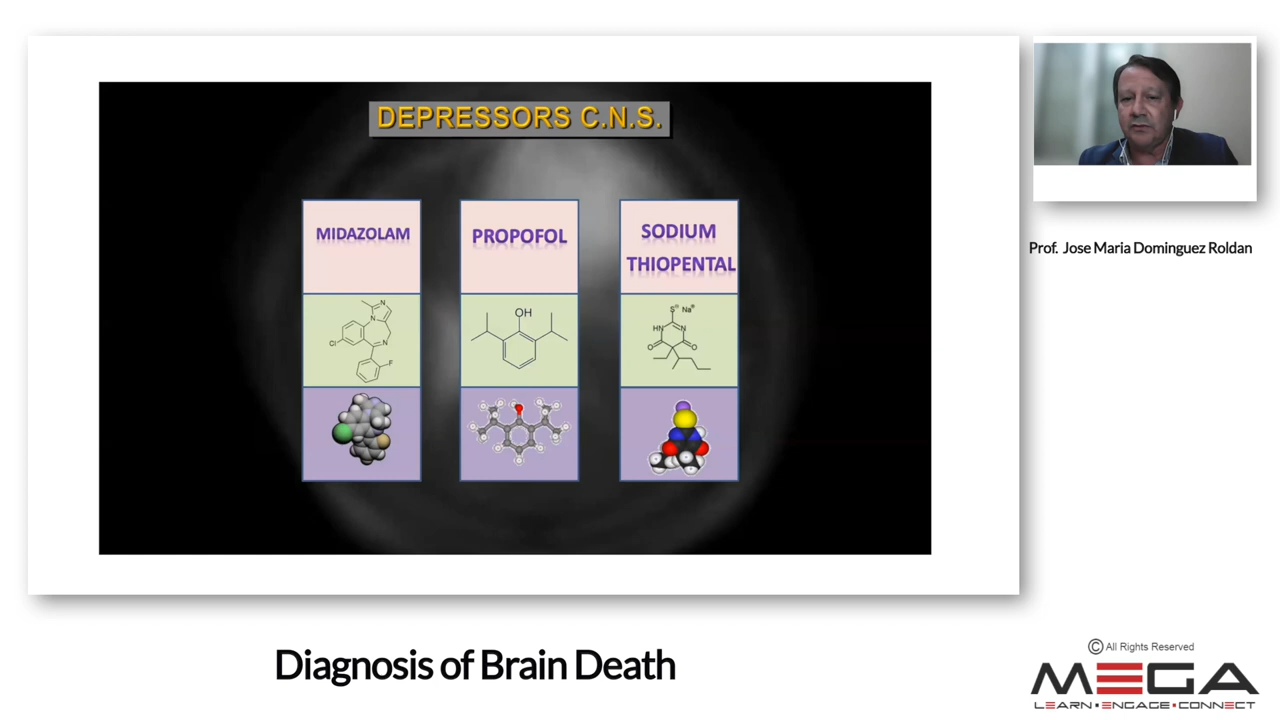 DEPRESSORS C.N.S.
MIDAZOLAM
PROPOFOL
SODIUM
THIOPENTAL
N
N
N
Cl
F
OH
S⊖ Na⊕
HN
N
O
O
Prof. Jose Maria Dominguez Roldan
Diagnosis of Brain Death
© All Rights Reserved
MEGA
LEARN • ENGAGE • CONNECT